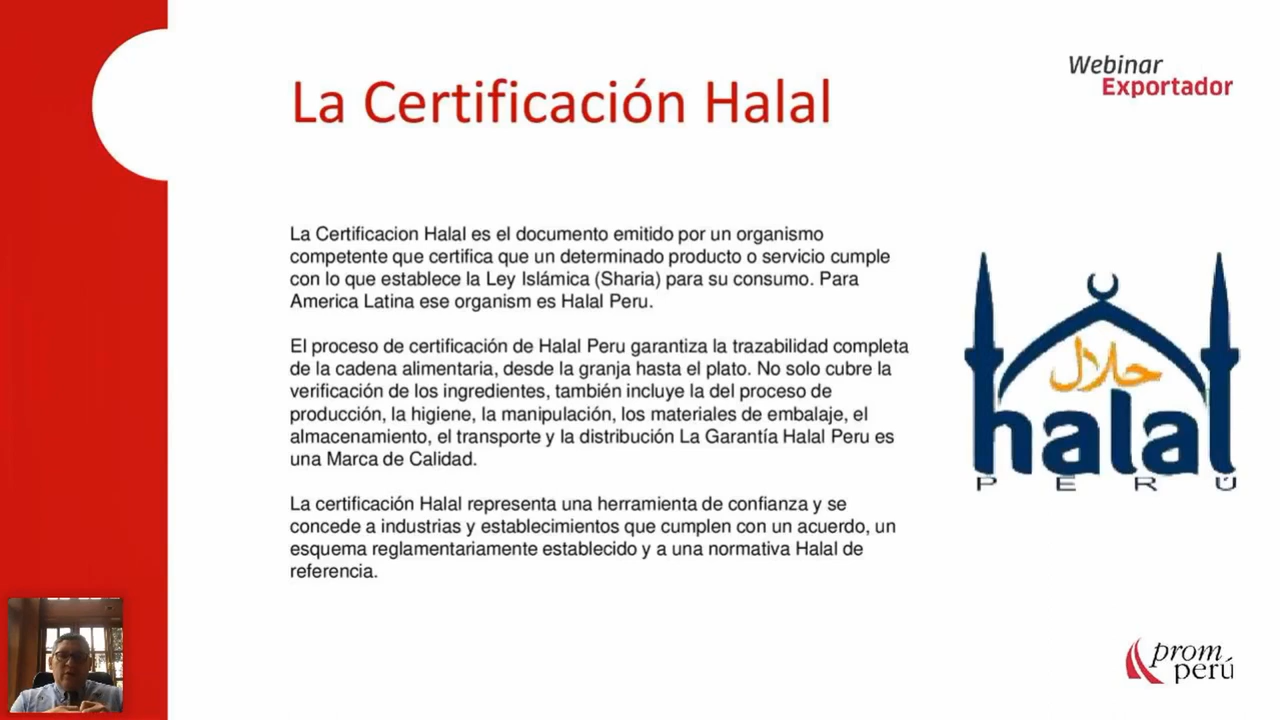 Webinar
Exportador
La Certificación Halal
La Certificacion Halal es el documento emitido por un organismo
competente que certifica que un determinado producto o servicio cumple
con lo que establece la Ley Islámica (Sharia) para su consumo. Para
America Latina ese organism es Halal Peru.
El proceso de certificación de Halal Peru garantiza la trazabilidad completa
de la cadena alimentaria, desde la granja hasta el plato. No solo cubre la
verificación de los ingredientes, también incluye la del proceso de
producción, la higiene, la manipulación, los materiales de embalaje, el
almacenamiento, el transporte y la distribución La Garantía Halal Peru es
una Marca de Calidad.
La certificación Halal representa una herramienta de confianza y se
concede a industrias y establecimientos que cumplen con un acuerdo, un
esquema reglamentariamente establecido y a una normativa Halal de
referencia.
حلال
halal
PERÚ
prom
perú